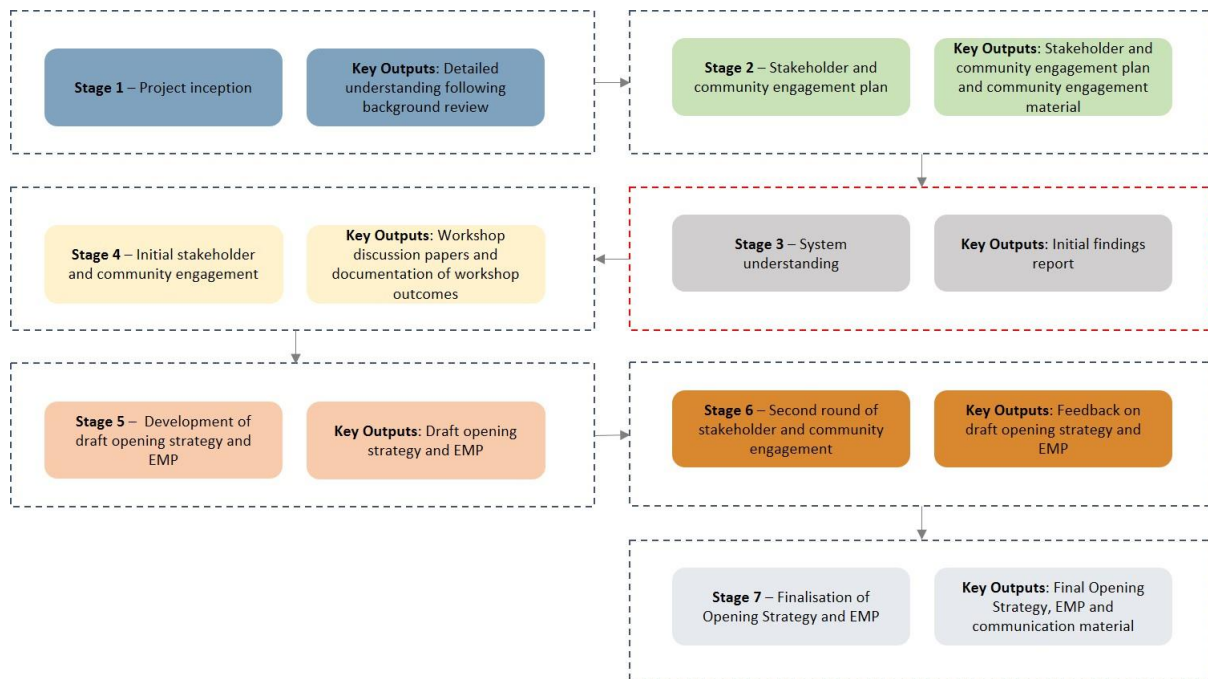 Stage 1 – Project inception
Key Outputs: Detailed
understanding following
background review
Stage 2 – Stakeholder and
community engagement plan
Key Outputs: Stakeholder and
community engagement plan
and community engagement
material
Stage 3 – System
understanding
Key Outputs: Initial findings
report
Stage 4 – Initial stakeholder
and community engagement
Key Outputs: Workshop
discussion papers and
documentation of workshop
outcomes
Stage 5 – Development of
draft opening strategy and
EMP
Key Outputs: Draft opening
strategy and EMP
Stage 6 – Second round of
stakeholder and community
engagement
Key Outputs: Feedback on
draft opening strategy and
EMP
Stage 7 – Finalisation of
Opening Strategy and EMP
Key Outputs: Final Opening
Strategy, EMP and
communication material